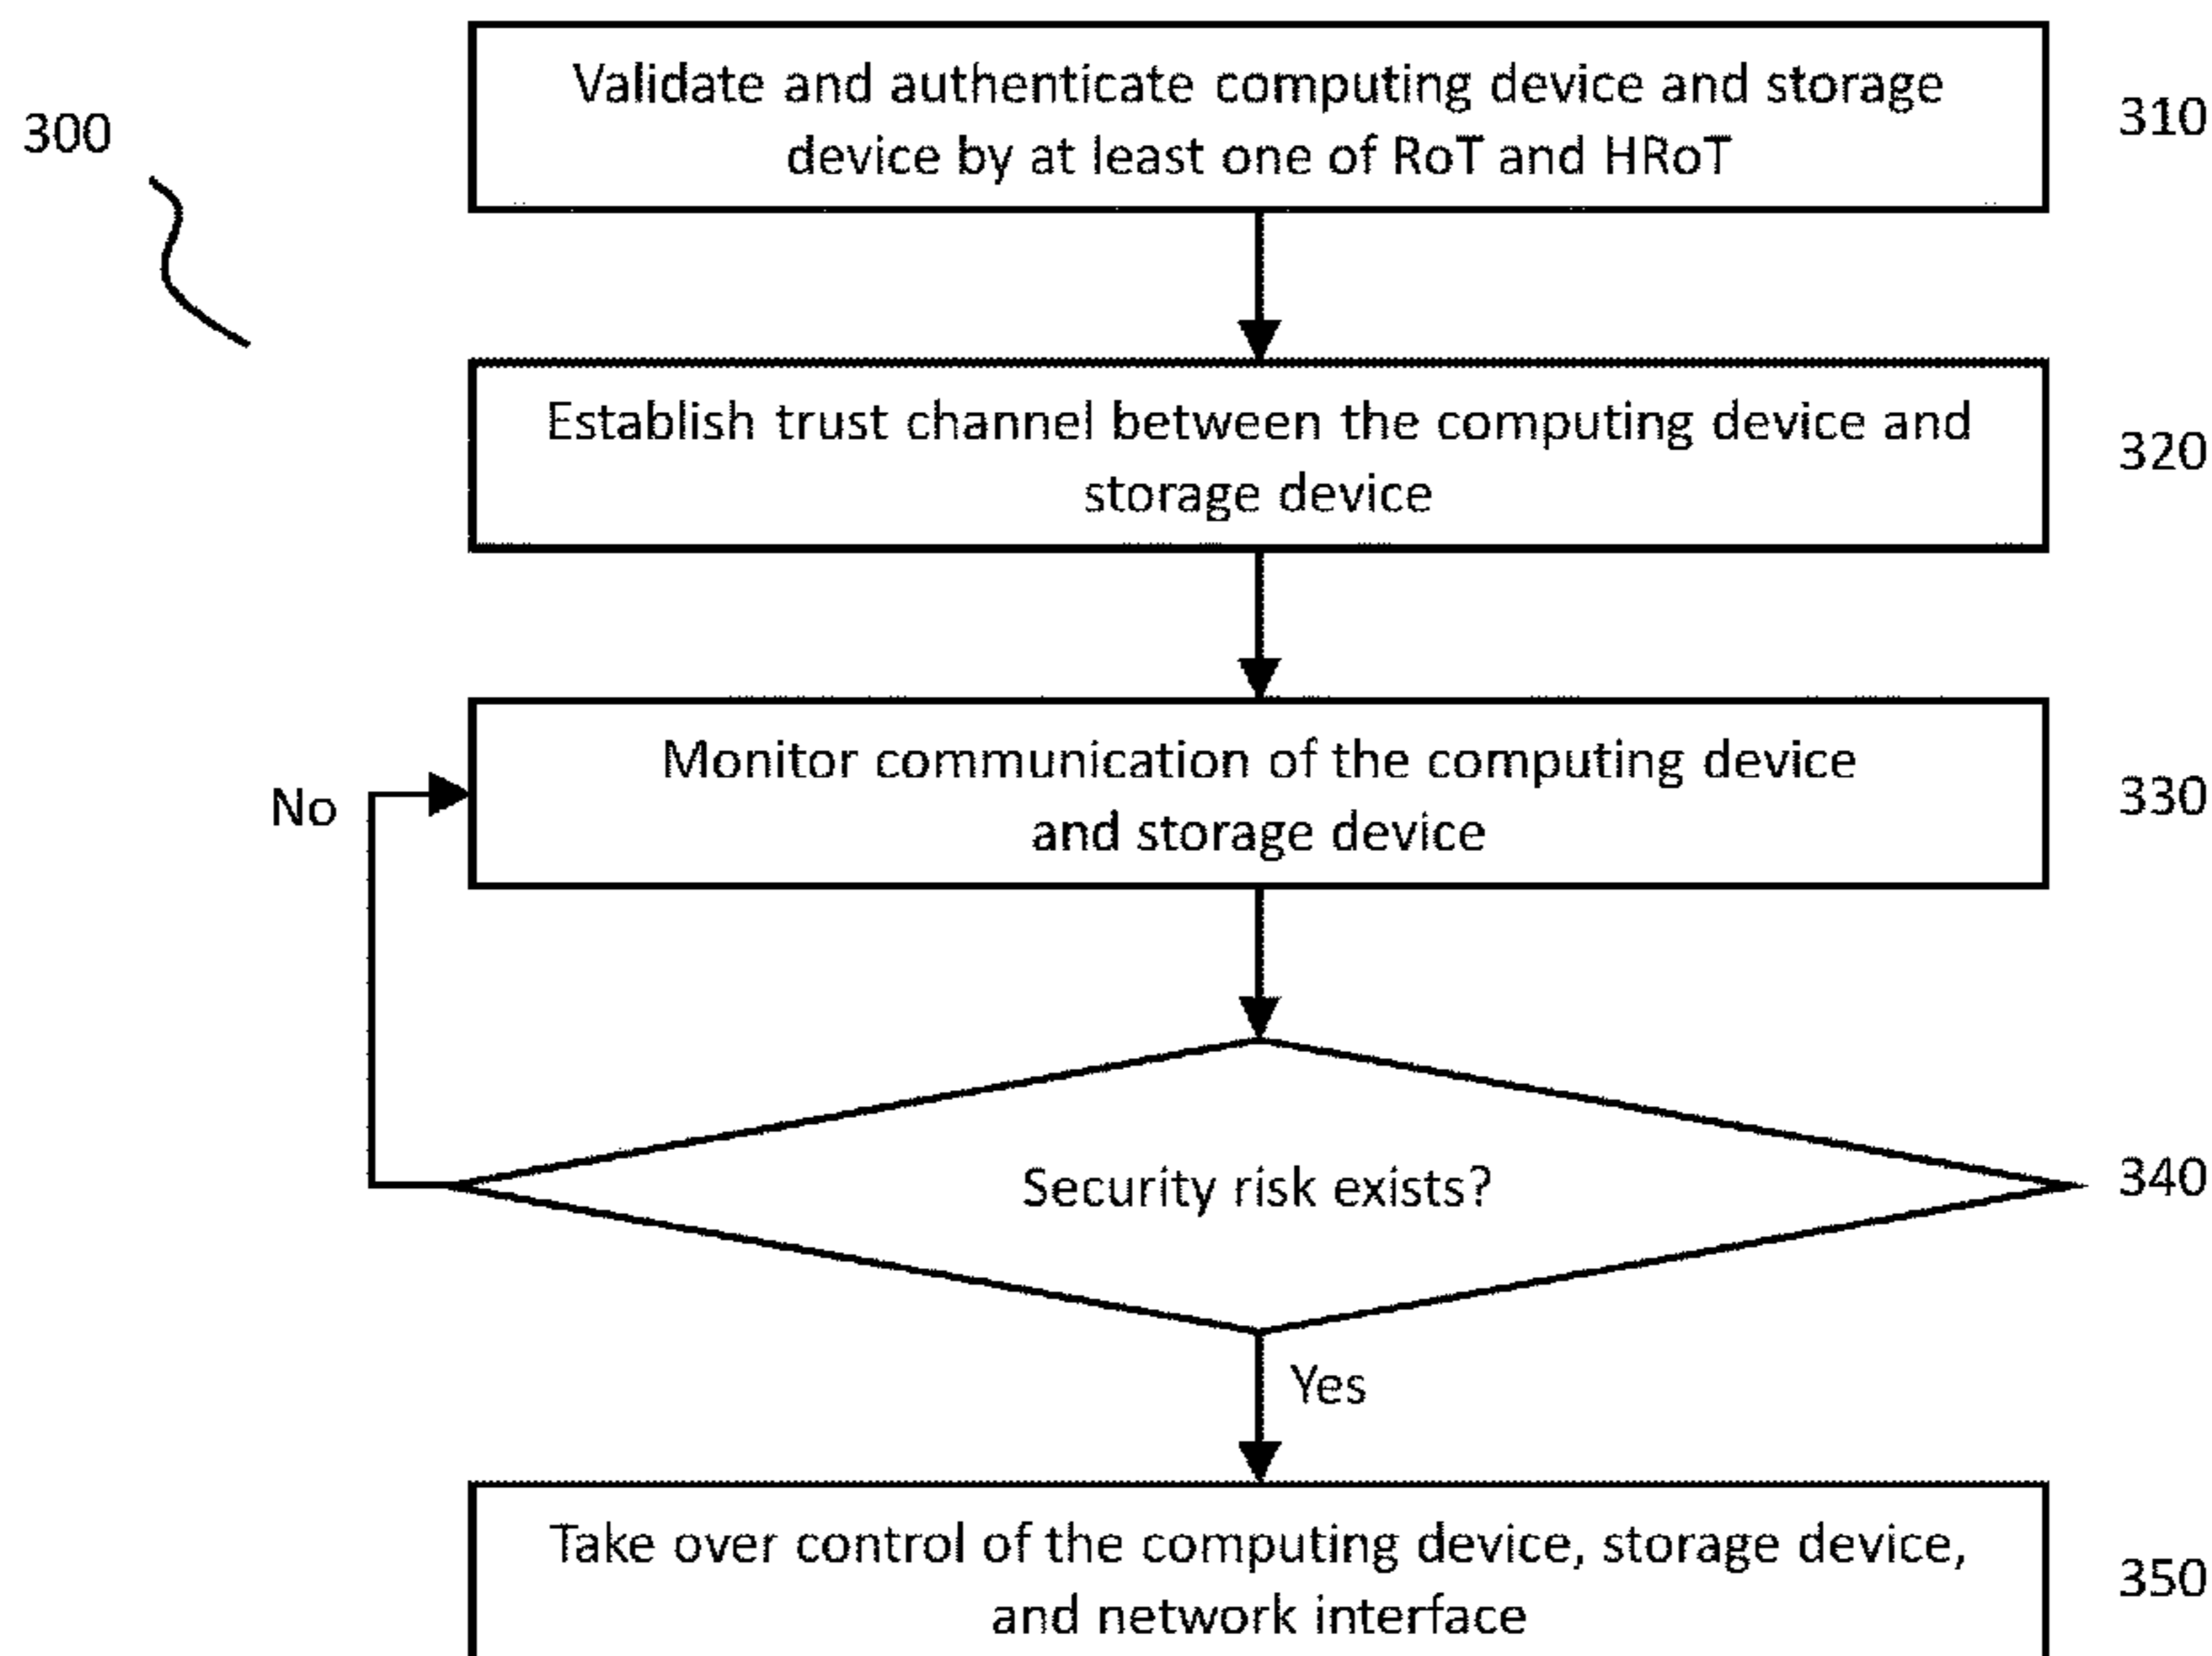 300
Validate and authenticate computing device and storage
device by at least one of RoT and HRoT
310
Establish trust channel between the computing device and
storage device
320
Monitor communication of the computing device
and storage device
330
No
Security risk exists?
340
Yes
Take over control of the computing device, storage device,
and network interface
350